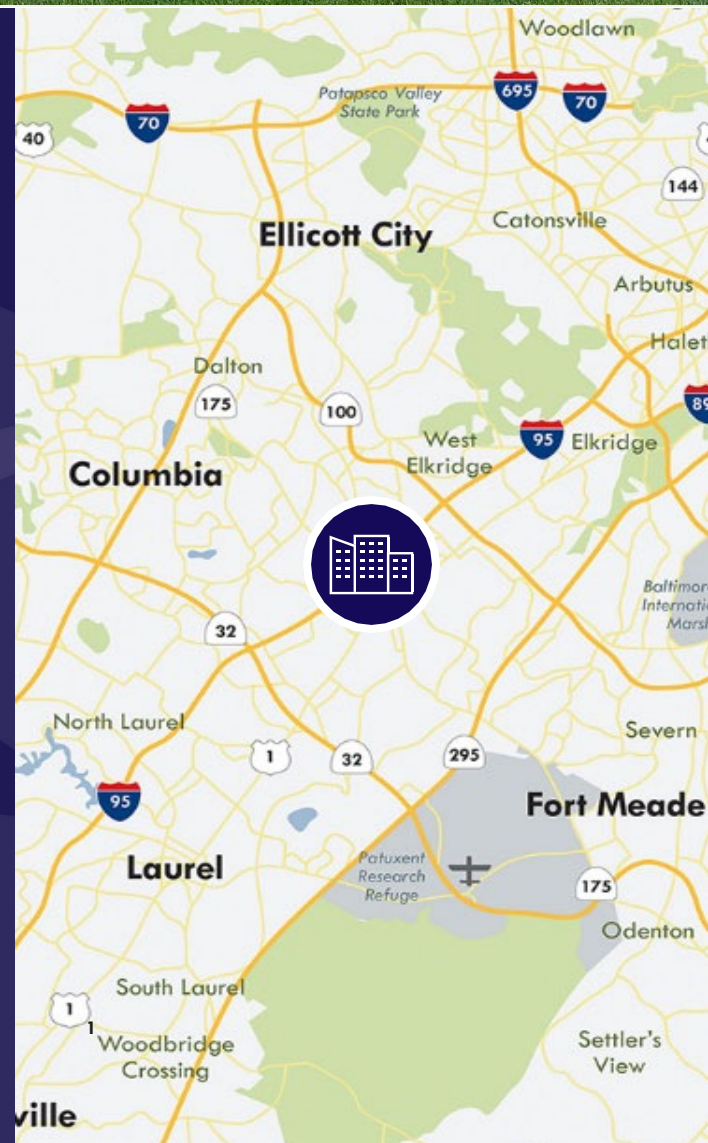 Woodlawn
Patapsco Valley
State Park
695
70
70
40
144
Ellicott City
Catonsville
Arbutus
Dalton
175
100
West
Elkridge
95
Elkridge
Columbia
32
North Laurel
1
32
295
Severn
95
Fort Meade
Laurel
Patuxent
Research
Refuge
175
Odenton
South Laurel
1
1
Woodbridge
Crossing
Settler's
View